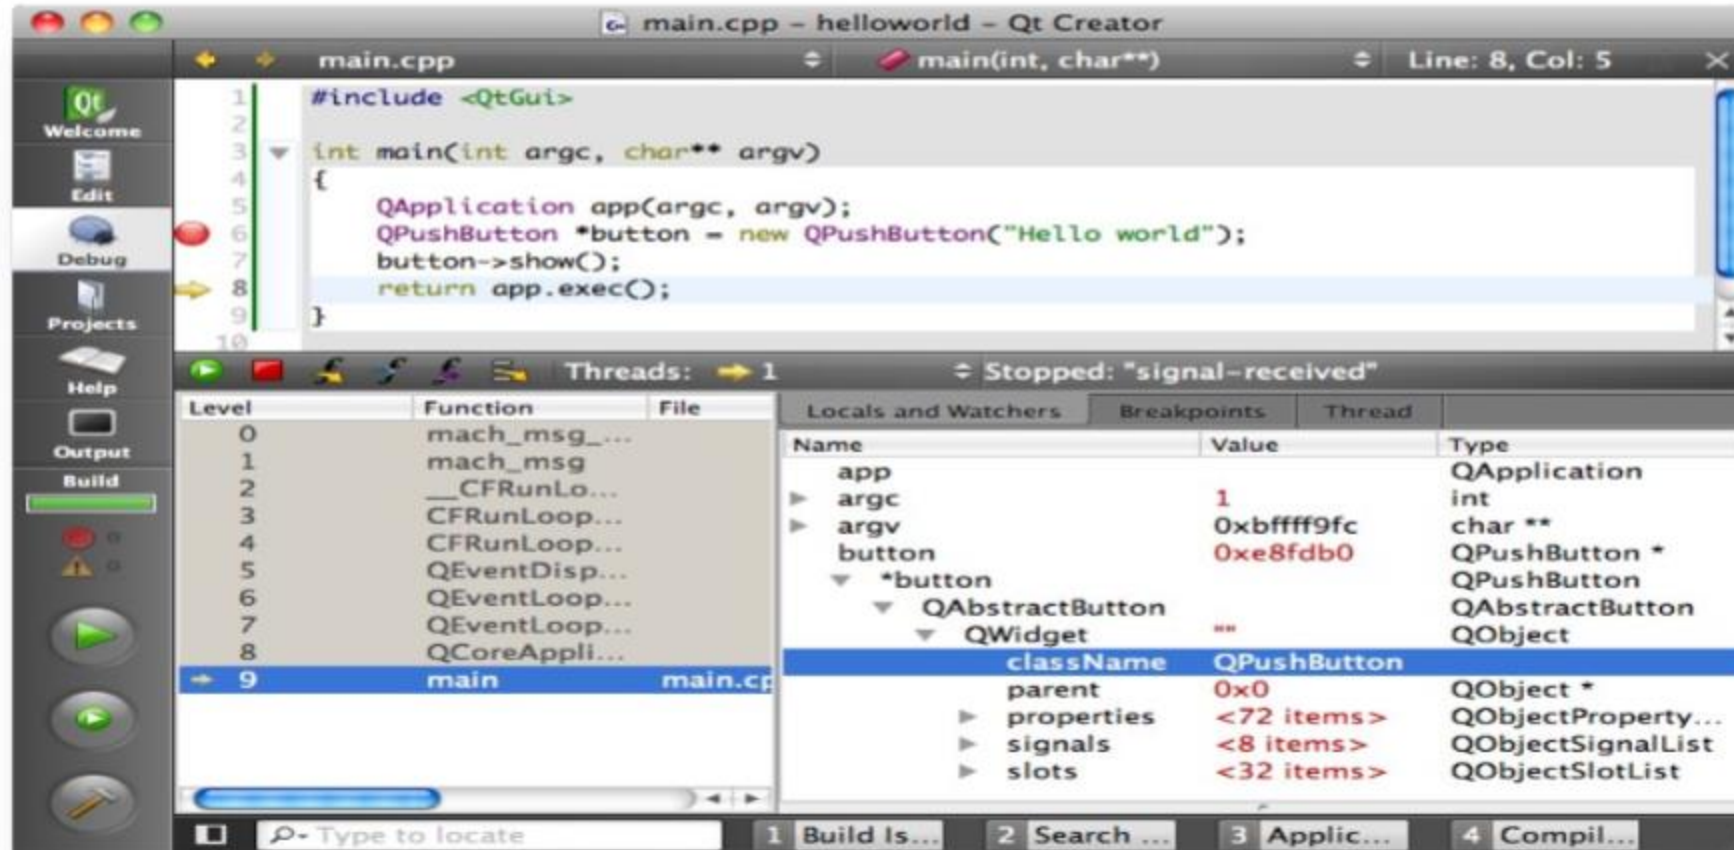 main.cpp – helloworld – Qt Creator
main.cpp main(int, char**) Line: 8, Col: 5
Qt
Welcome
Edit
Debug
Projects
Help
Output
Build
0
0
1 #include <QtGui>
2
3 int main(int argc, char** argv)
4 {
5 QApplication app(argc, argv);
6 QPushButton *button = new QPushButton("Hello world");
7 button->show();
8 return app.exec();
9 }
10
Threads: 1 Stopped: "signal-received"
Level Function File
0 mach_msg_...
1 mach_msg
2 __CFRunLo...
3 CFRunLoop...
4 CFRunLoop...
5 QEventDisp...
6 QEventLoop...
7 QEventLoop...
8 QCoreAppli...
9 main main.cp
Locals and Watchers Breakpoints Thread
Name Value Type
app QApplication
argc 1 int
argv 0xbffff9fc char **
button 0xe8fdb0 QPushButton *
*button QPushButton
QAbstractButton QAbstractButton
QWidget "" QObject
className QPushButton
parent 0x0 QObject *
properties <72 items> QObjectProperty...
signals <8 items> QObjectSignalList
slots <32 items> QObjectSlotList
Type to locate 1 Build Is... 2 Search ... 3 Applic... 4 Compil...